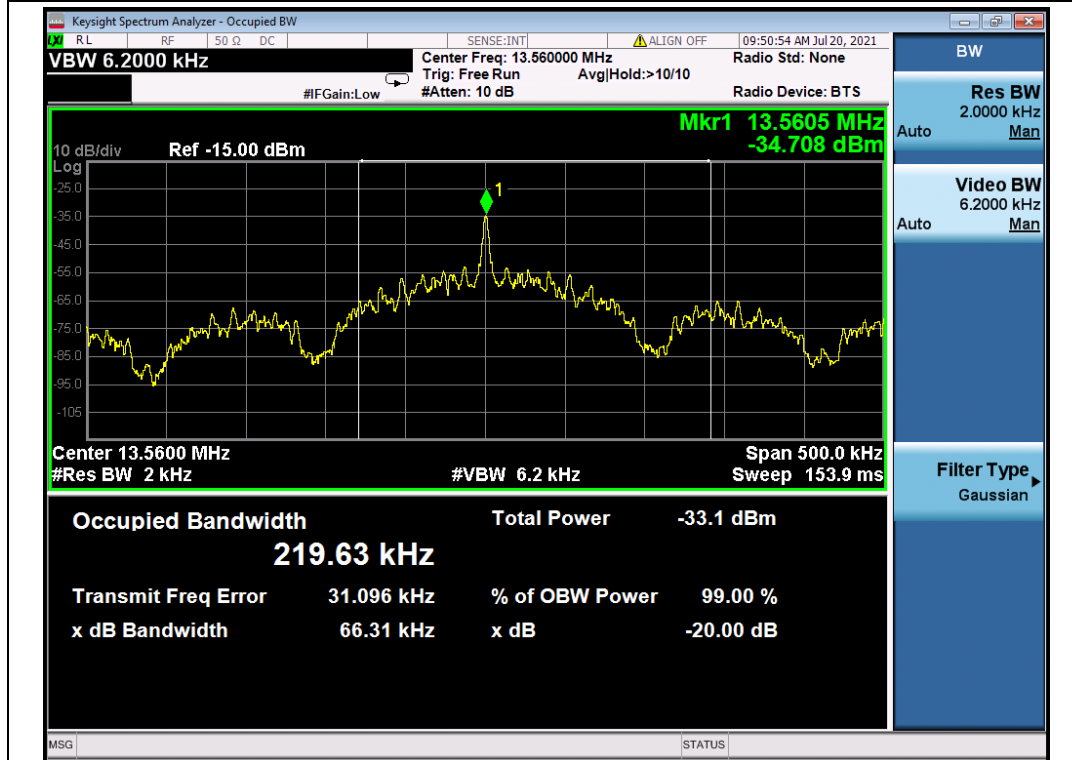 Keysight Spectrum Analyzer - Occupied BW
LXI RL RF 50 Ω DC SENSE:INT ALIGN OFF 09:50:54 AM Jul 20, 2021
VBW 6.2000 kHz
Center Freq: 13.560000 MHz
Radio Std: None
Trig: Free Run Avg|Hold:>10/10
#IFGain:Low #Atten: 10 dB Radio Device: BTS
Mkr1 13.5605 MHz
-34.708 dBm
10 dB/div Ref -15.00 dBm
Log
1
-25.0
-35.0
-45.0
-55.0
-65.0
-75.0
-85.0
-95.0
-105
Center 13.5600 MHz Span 500.0 kHz
#Res BW 2 kHz #VBW 6.2 kHz Sweep 153.9 ms
Occupied Bandwidth Total Power -33.1 dBm
219.63 kHz
Transmit Freq Error 31.096 kHz % of OBW Power 99.00 %
x dB Bandwidth 66.31 kHz x dB -20.00 dB
BW
Res BW
2.0000 kHz
Auto Man
Video BW
6.2000 kHz
Auto Man
Filter Type
Gaussian
MSG STATUS